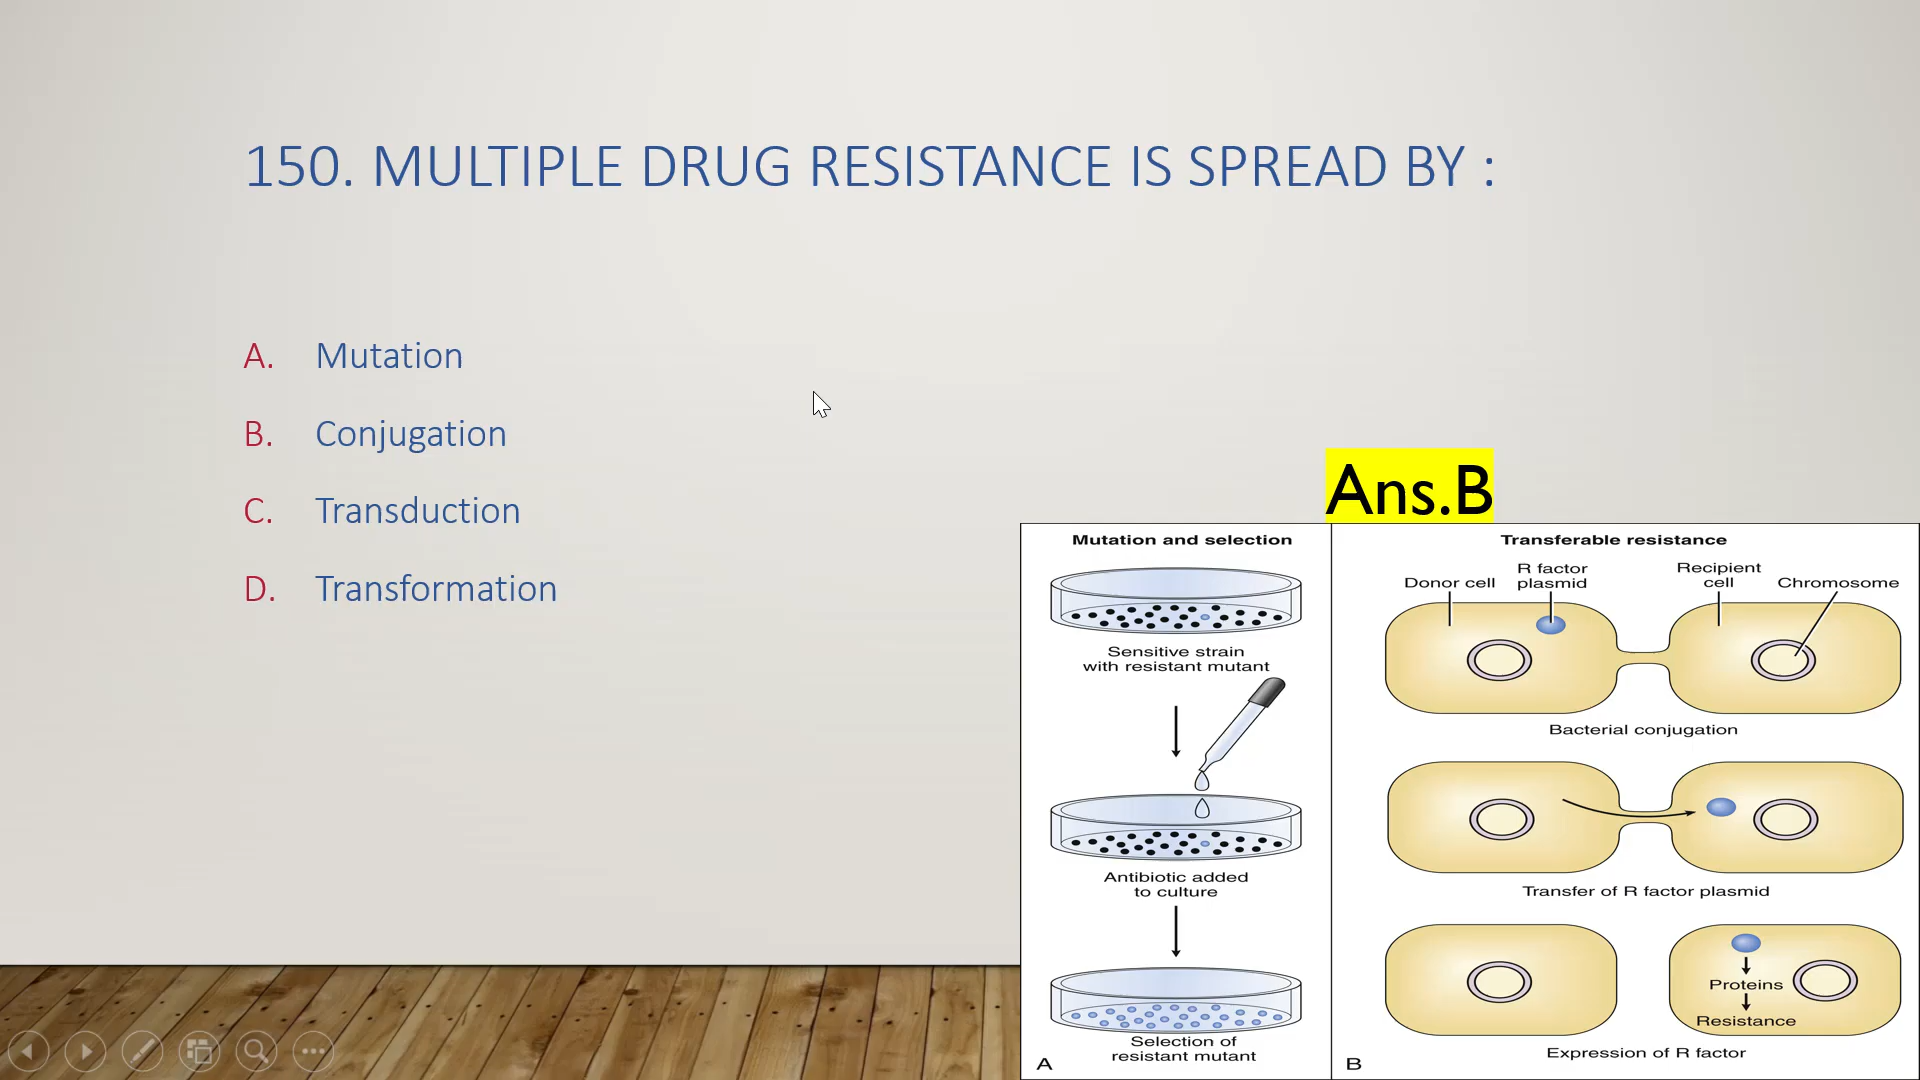 150. MULTIPLE DRUG RESISTANCE IS SPREAD BY :
A. Mutation
B. Conjugation
C. Transduction
D. Transformation
Ans.B
Mutation and selection
Sensitive strain
with resistant mutant
Antibiotic added
to culture
Selection of
resistant mutant
A
Transferable resistance
Donor cell
R factor
plasmid
Recipient
cell
Chromosome
Bacterial conjugation
Transfer of R factor plasmid
Proteins
Resistance
Expression of R factor
B